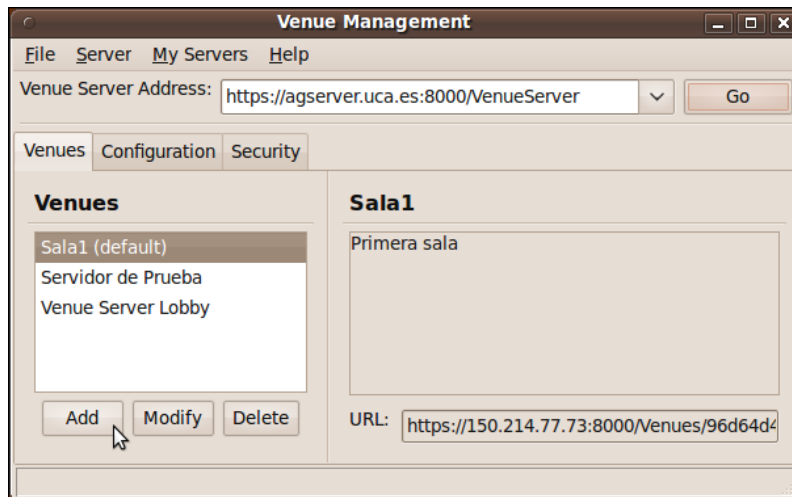 Venue Management
File Server My Servers Help
Venue Server Address: https://agserver.uca.es:8000/VenueServer Go
Venues Configuration Security
Venues
Sala1 (default)
Servidor de Prueba
Venue Server Lobby
Add Modify Delete
Sala1
Primera sala
URL: https://150.214.77.73:8000/Venues/96d64d4